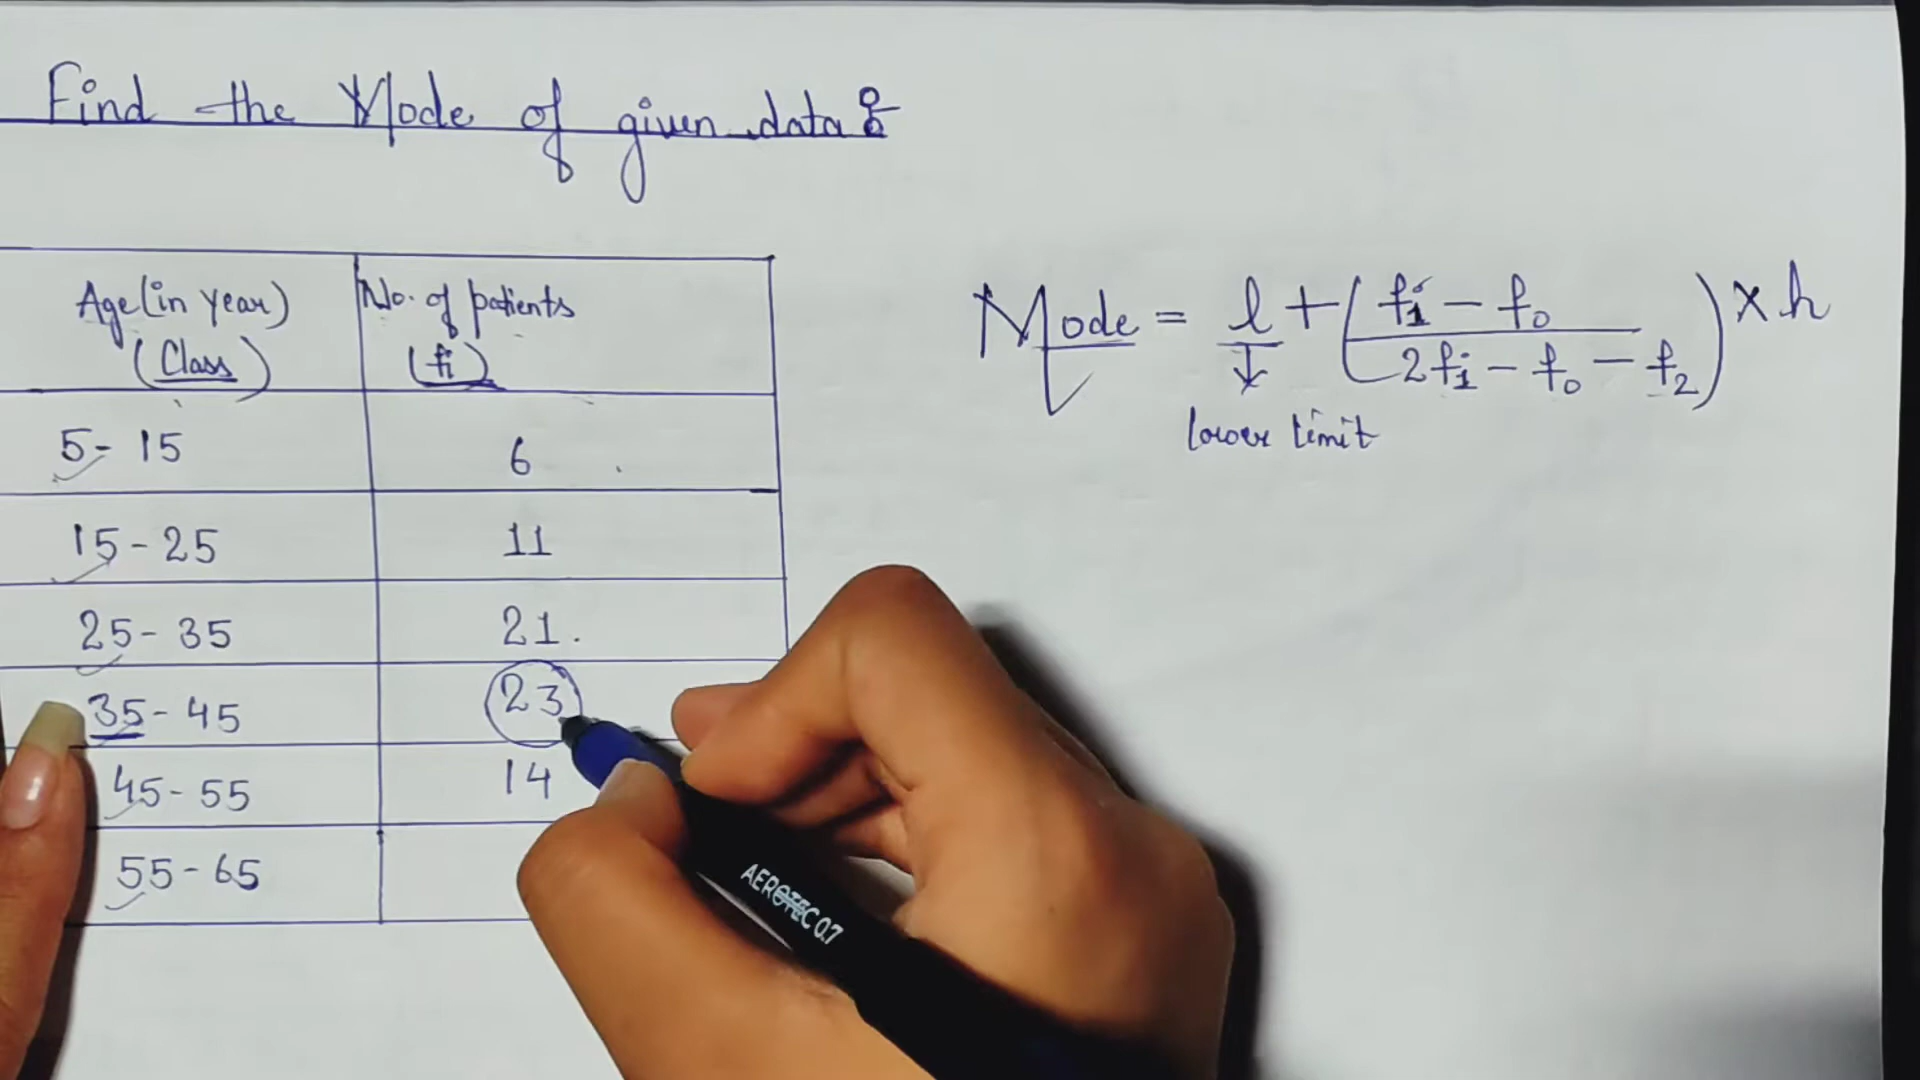 Find the Mode of given data :
Age (in year)
(Class)
No. of patients
(fi)
5 - 15
6
15 - 25
11
25 - 35
21
35 - 45
23
45 - 55
14
55 - 65
Mode = l + (f1 - f0 / 2f1 - f0 - f2) × h
lower limit
AEROTEC 0.7